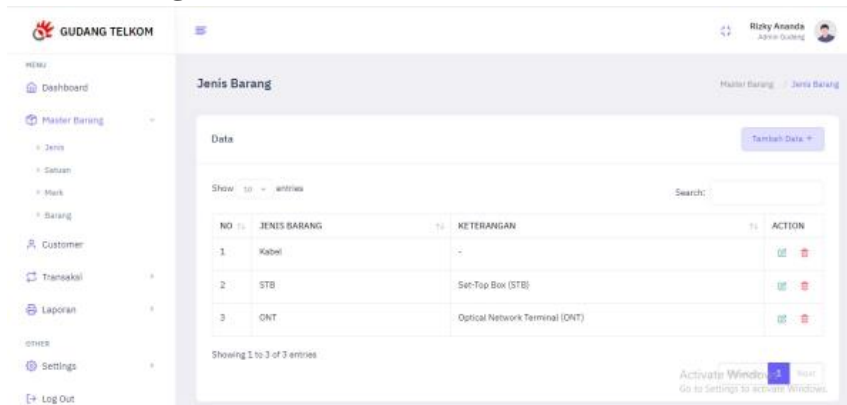 GUDANG TELKOM
Rizky Ananda
Admin Gudang
MENU
Dashboard
Jenis Barang
Master Barang / Jenis Barang
Master Barang
Data
Tambah Data +
Jenis
Satuan
Show 10 entries
Search:
Merk
Barang
NO JENIS BARANG KETERANGAN ACTION
Customer
1 Kabel -
Transaksi
2 STB Set-Top Box (STB)
Laporan
3 ONT Optical Network Terminal (ONT)
OTHER
Showing 1 to 3 of 3 entries
Settings
1 Next
Activate Windows
Go to Settings to activate Windows.
Log Out